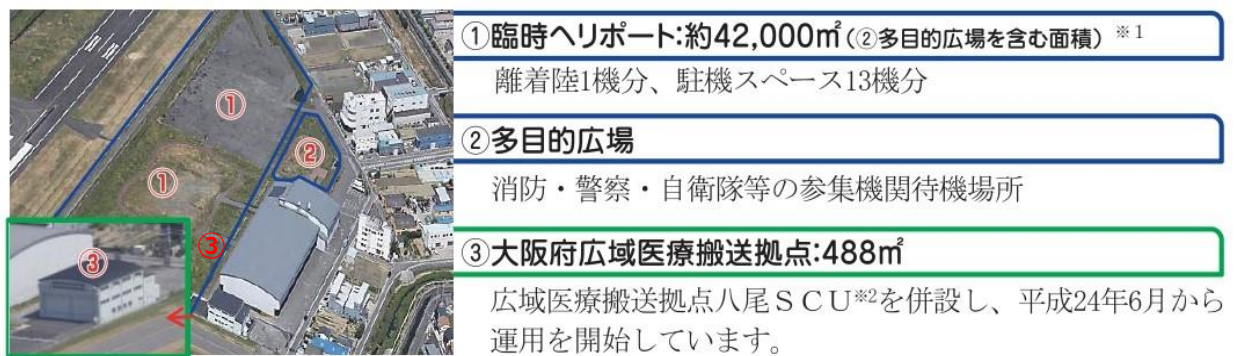 ①臨時ヘリポート:約42,000㎡(②多目的広場を含む面積) ※1
離着陸1機分、駐機スペース13機分
②多目的広場
消防・警察・自衛隊等の参集機関待機場所
③大阪府広域医療搬送拠点:488㎡
広域医療搬送拠点八尾SCU※2を併設し、平成24年6月から
運用を開始しています。
①
②
①
③
③